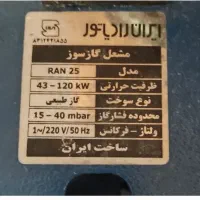 ایران رادیاتور
مشعل گازسوز
مدل RAN 25
ظرفیت حرارتی 43 - 120 kW
نوع سوخت گاز طبیعی
محدوده فشارگاز 15 - 40 mbar
ولتاژ - فرکانس 1~/220 V/50 Hz
ساخت ایران